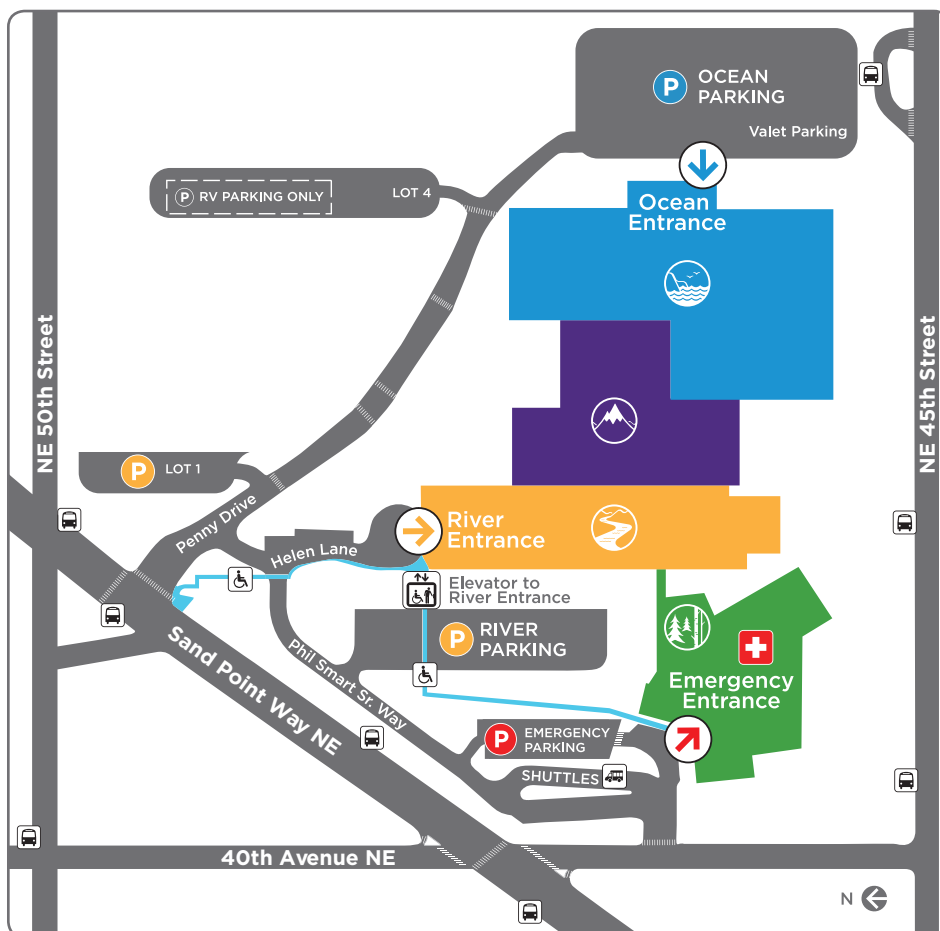 P
OCEAN
PARKING
Valet Parking
P RV PARKING ONLY
LOT 4
Ocean
Entrance
NE 50th Street
NE 45th Street
P
LOT 1
Penny Drive
Helen Lane
River
Entrance
Elevator to
River Entrance
P
RIVER
PARKING
Phil Smart Sr. Way
Sand Point Way NE
Emergency
Entrance
P
EMERGENCY
PARKING
SHUTTLES
40th Avenue NE
N